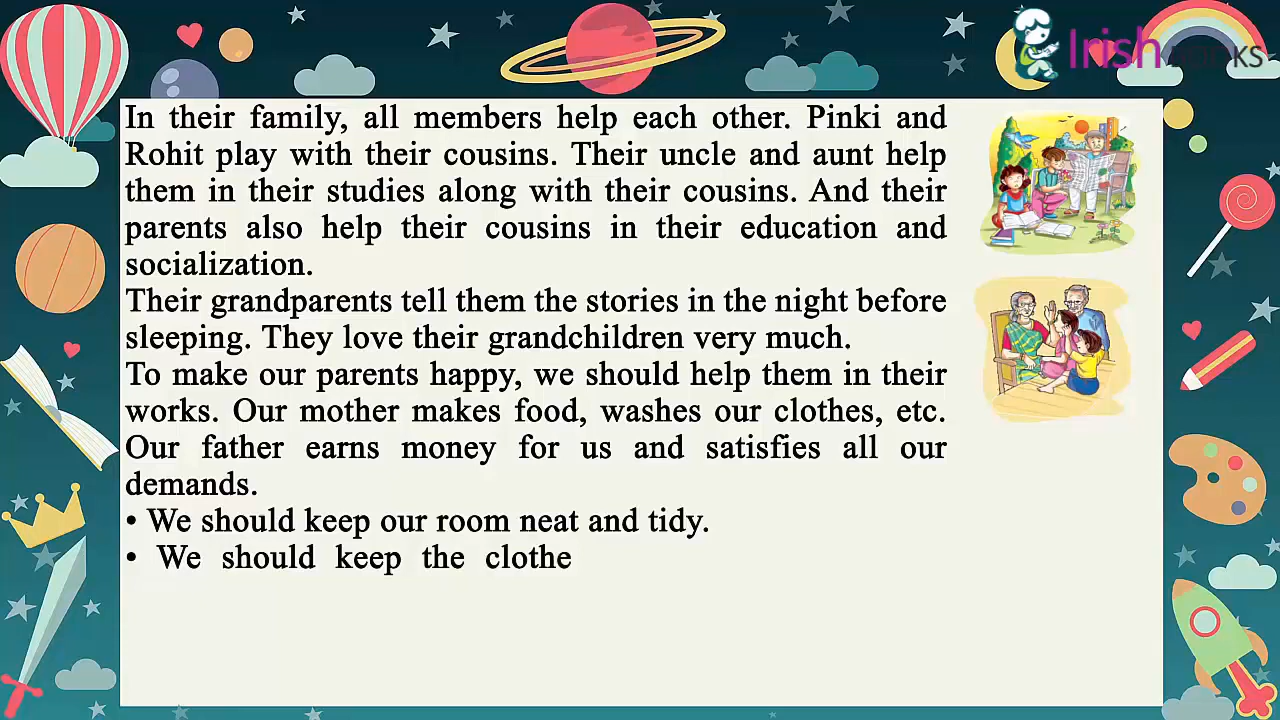 Irish
In their family, all members help each other. Pinki and
Rohit play with their cousins. Their uncle and aunt help
them in their studies along with their cousins. And their
parents also help their cousins in their education and
socialization.
Their grandparents tell them the stories in the night before
sleeping. They love their grandchildren very much.
To make our parents happy, we should help them in their
works. Our mother makes food, washes our clothes, etc.
Our father earns money for us and satisfies all our
demands.
• We should keep our room neat and tidy.
• We should keep the clothe